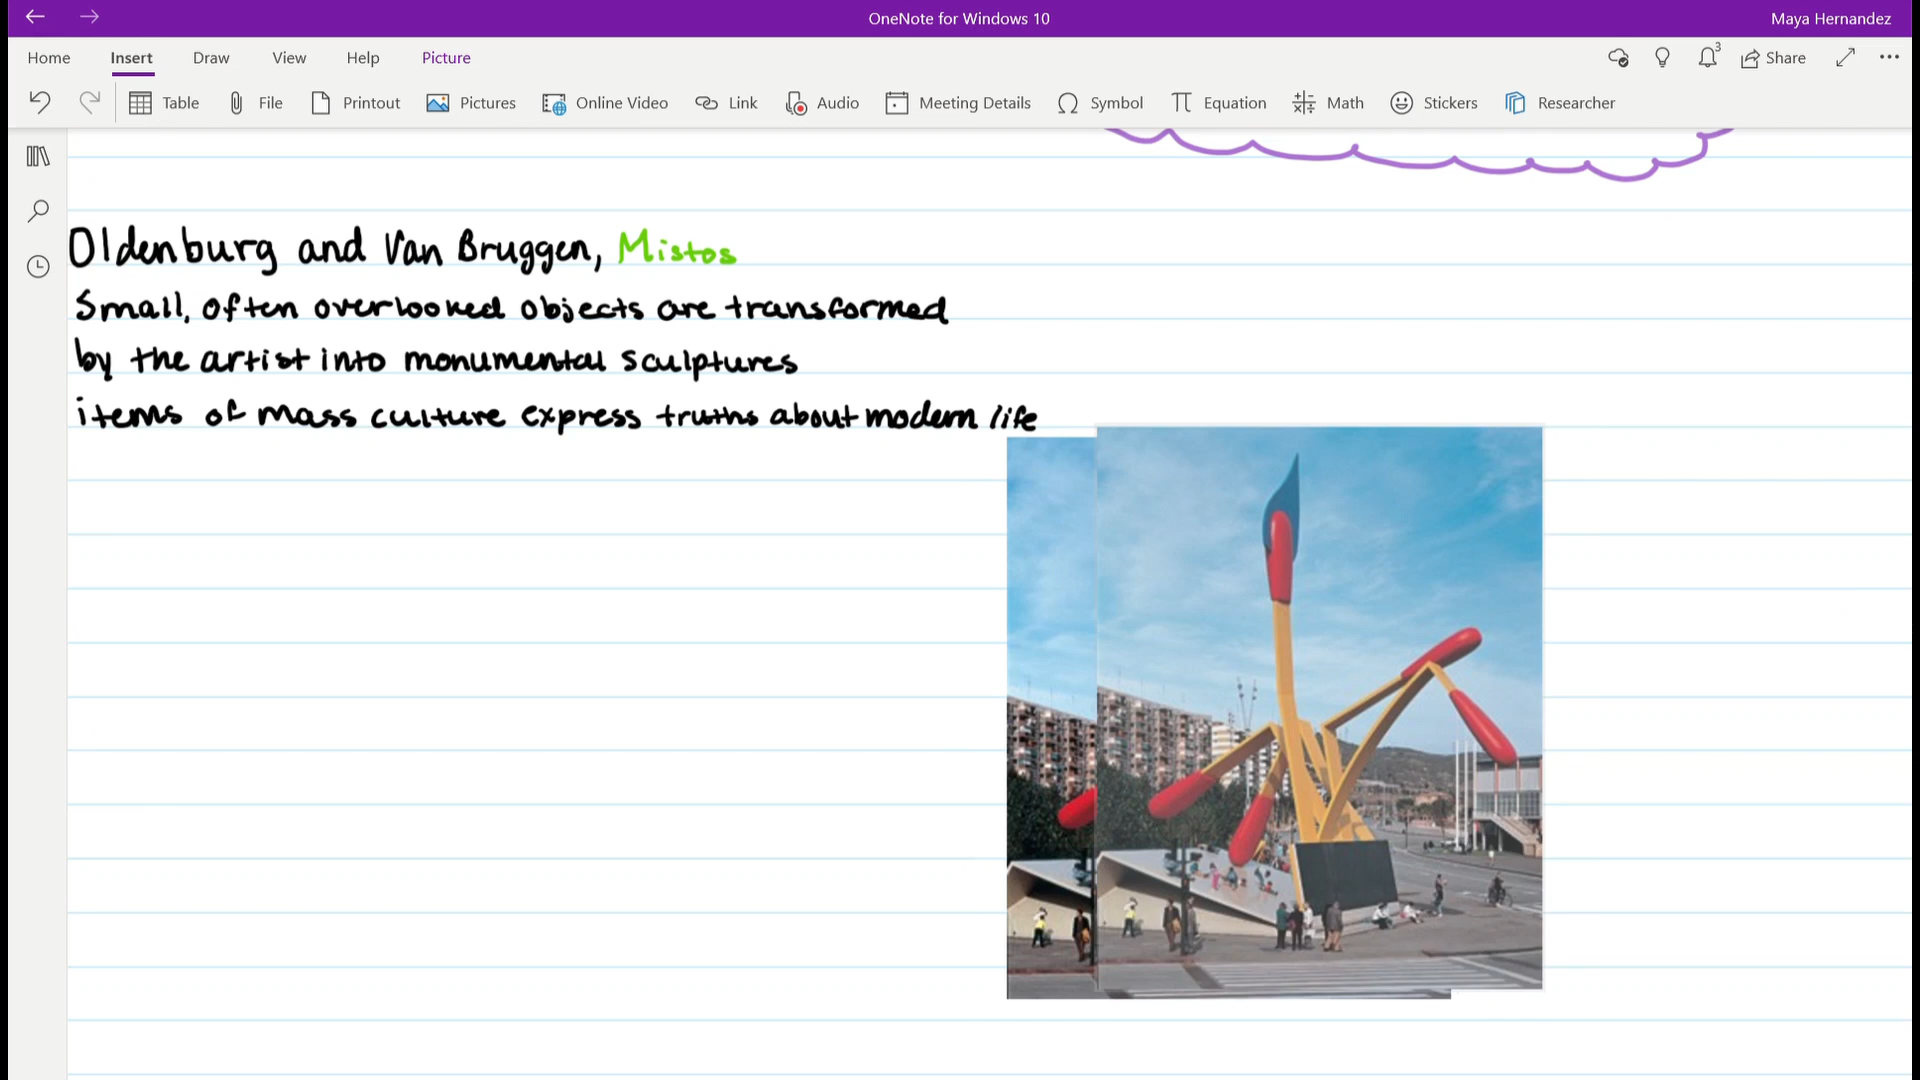 OneNote for Windows 10
Maya Hernandez
Home Insert Draw View Help Picture
3 Share
Table File Printout Pictures Online Video Link Audio Meeting Details Symbol Equation Math Stickers Researcher
Oldenburg and Van Bruggen, Mistos
Small, often overlooked objects are transformed
by the artist into monumental sculptures
items of mass culture express truths about modern life